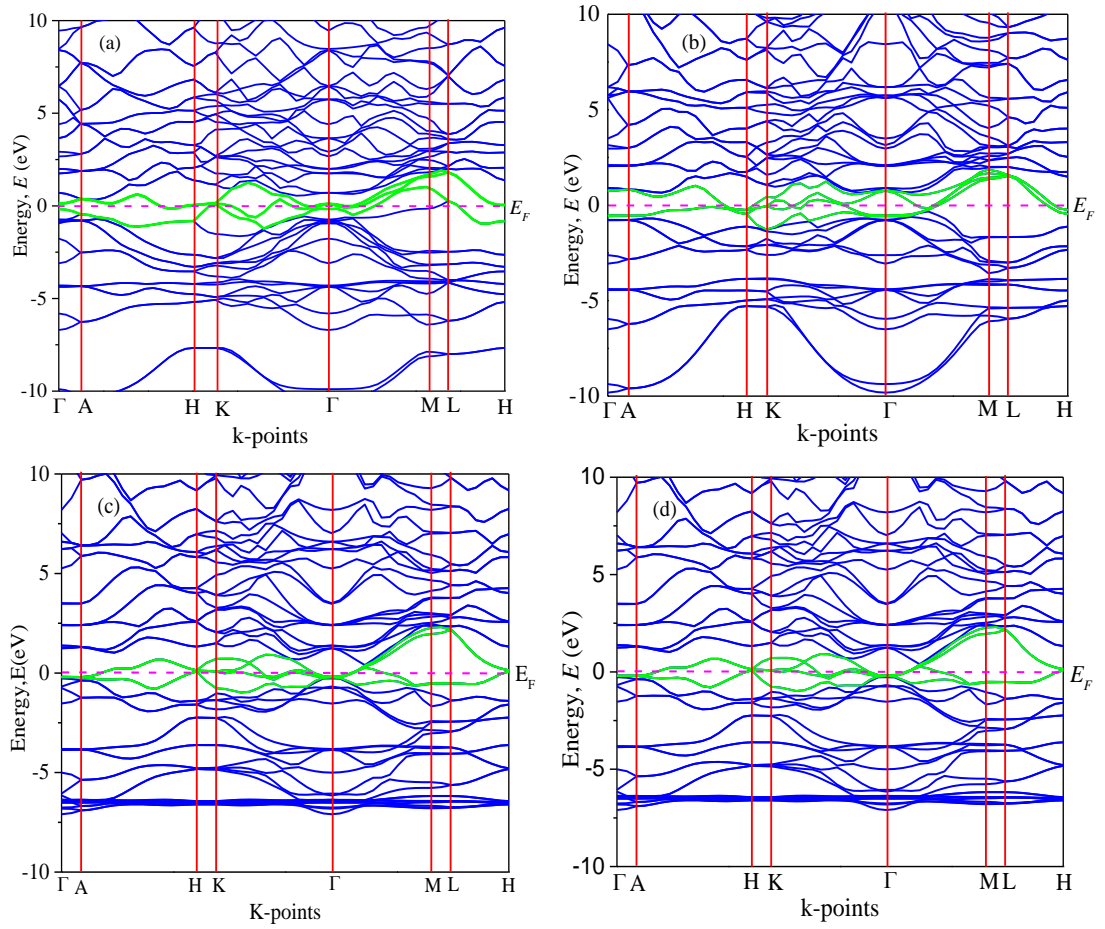 10
5
0
-5
-10
Energy, E (eV)
(a)
E_F
Γ A H K Γ M L H
k-points
10
5
0
-5
-10
Energy, E (eV)
(b)
E_F
Γ A H K Γ M L H
k-points
10
5
0
-5
-10
Energy,E(eV)
(c)
E_F
Γ A H K Γ M L H
K-points
10
5
0
-5
-10
Energy, E (eV)
(d)
E_F
Γ A H K Γ M L H
k-points